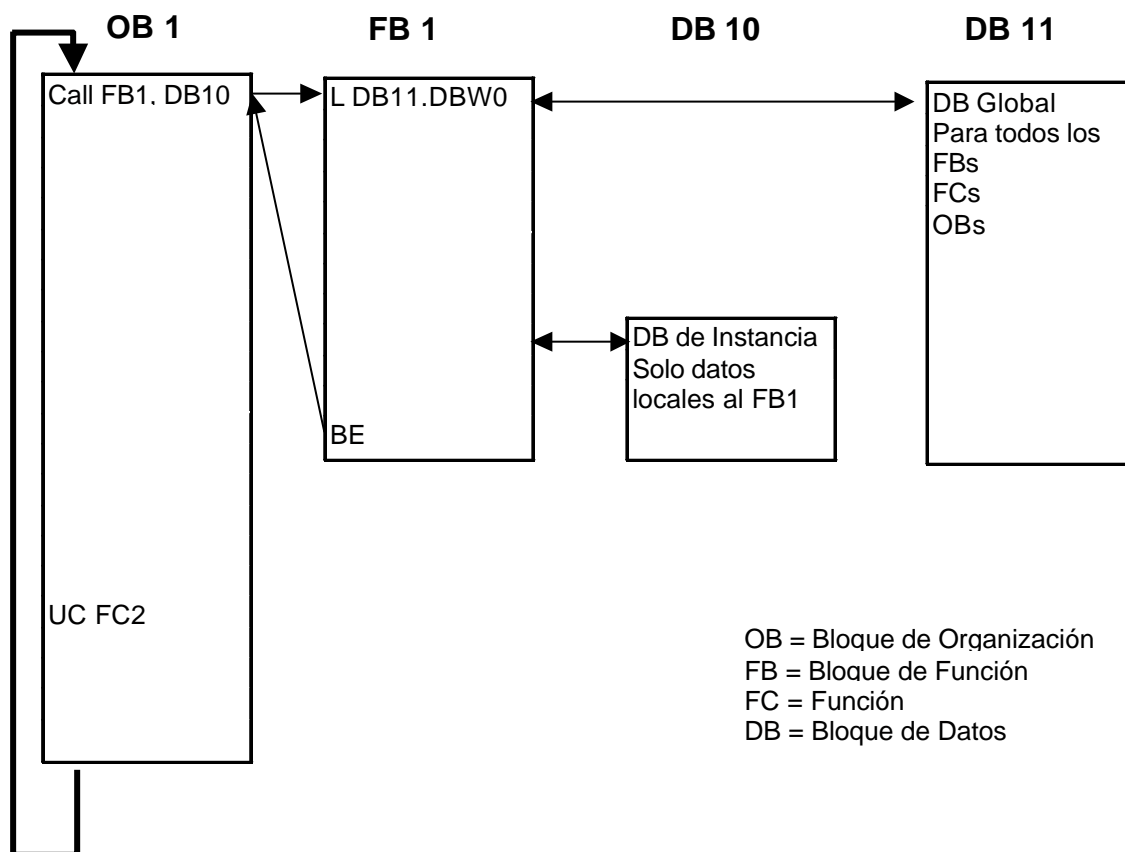 OB 1
FB 1
DB 10
DB 11
Call FB1, DB10
L DB11.DBW0
DB Global
Para todos los
FBs
FCs
OBs
DB de Instancia
Solo datos
locales al FB1
BE
UC FC2
OB = Bloque de Organización
FB = Bloque de Función
FC = Función
DB = Bloque de Datos